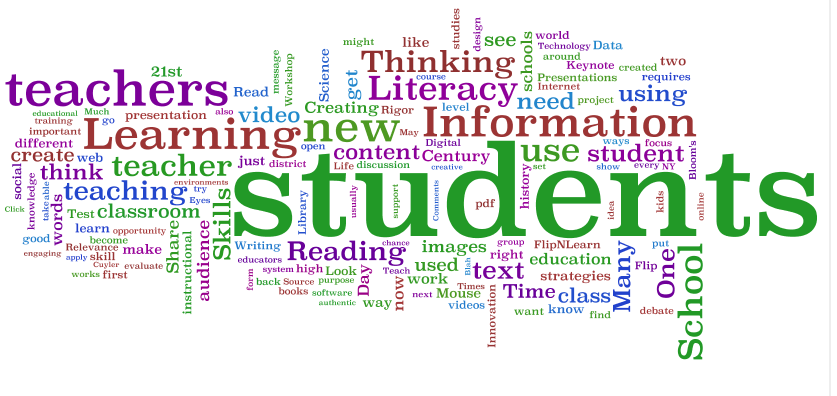 studies
design
might
like
see
schools
world
Technology
Data
around
Thinking
21st
message
Workshop
Science
get
course
Keynote
created
two
Presentations
Internet
requires
teachers
Read
Creating
Rigor
Literacy
level
need
project
using
educational
Much
also
training
presentation
video
important
go
Learning
new
May
Information
different
open
Digital
ways
focus
create
web
just
district
content
Century
use
student
Bloom's
social
think
teacher
Life
discussion
creative
history
set
show
every
NY
knowledge
take
able
teaching
environments
try
Eyes
Skills
Library
usually
support
Comments
students
pdf
idea
kids
online
Click
words
Test
classroom
learn
opportunity
good
become
Relevance
make
Share
engaging
apply
skill
Cuyler
evaluate
works
first
instructional
audience
Writing
educators
Reading
chance
images
group
right
FlipNLearn
education
put
Many
One
School
system
high
Look
Day
Teach
used
work
Blah
text
strategies
Flip
form
back
Source
purpose
books
software
authentic
way
now
next
Mouse
Times
videos
Innovation
Time
class
want
know
find
debate